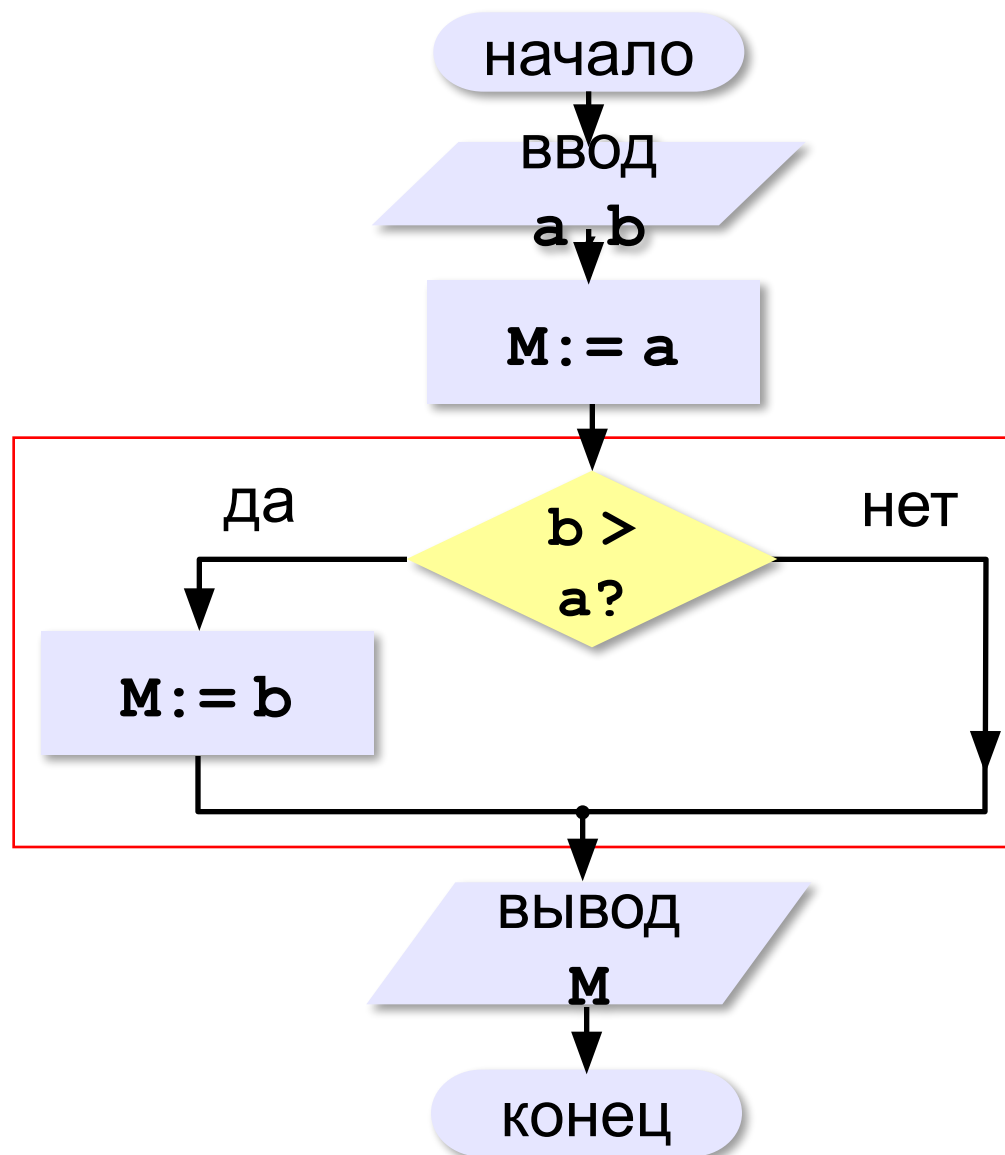 начало
ввод
a,b
M:= a
да
нет
b >
a?
M:= b
вывод
M
конец